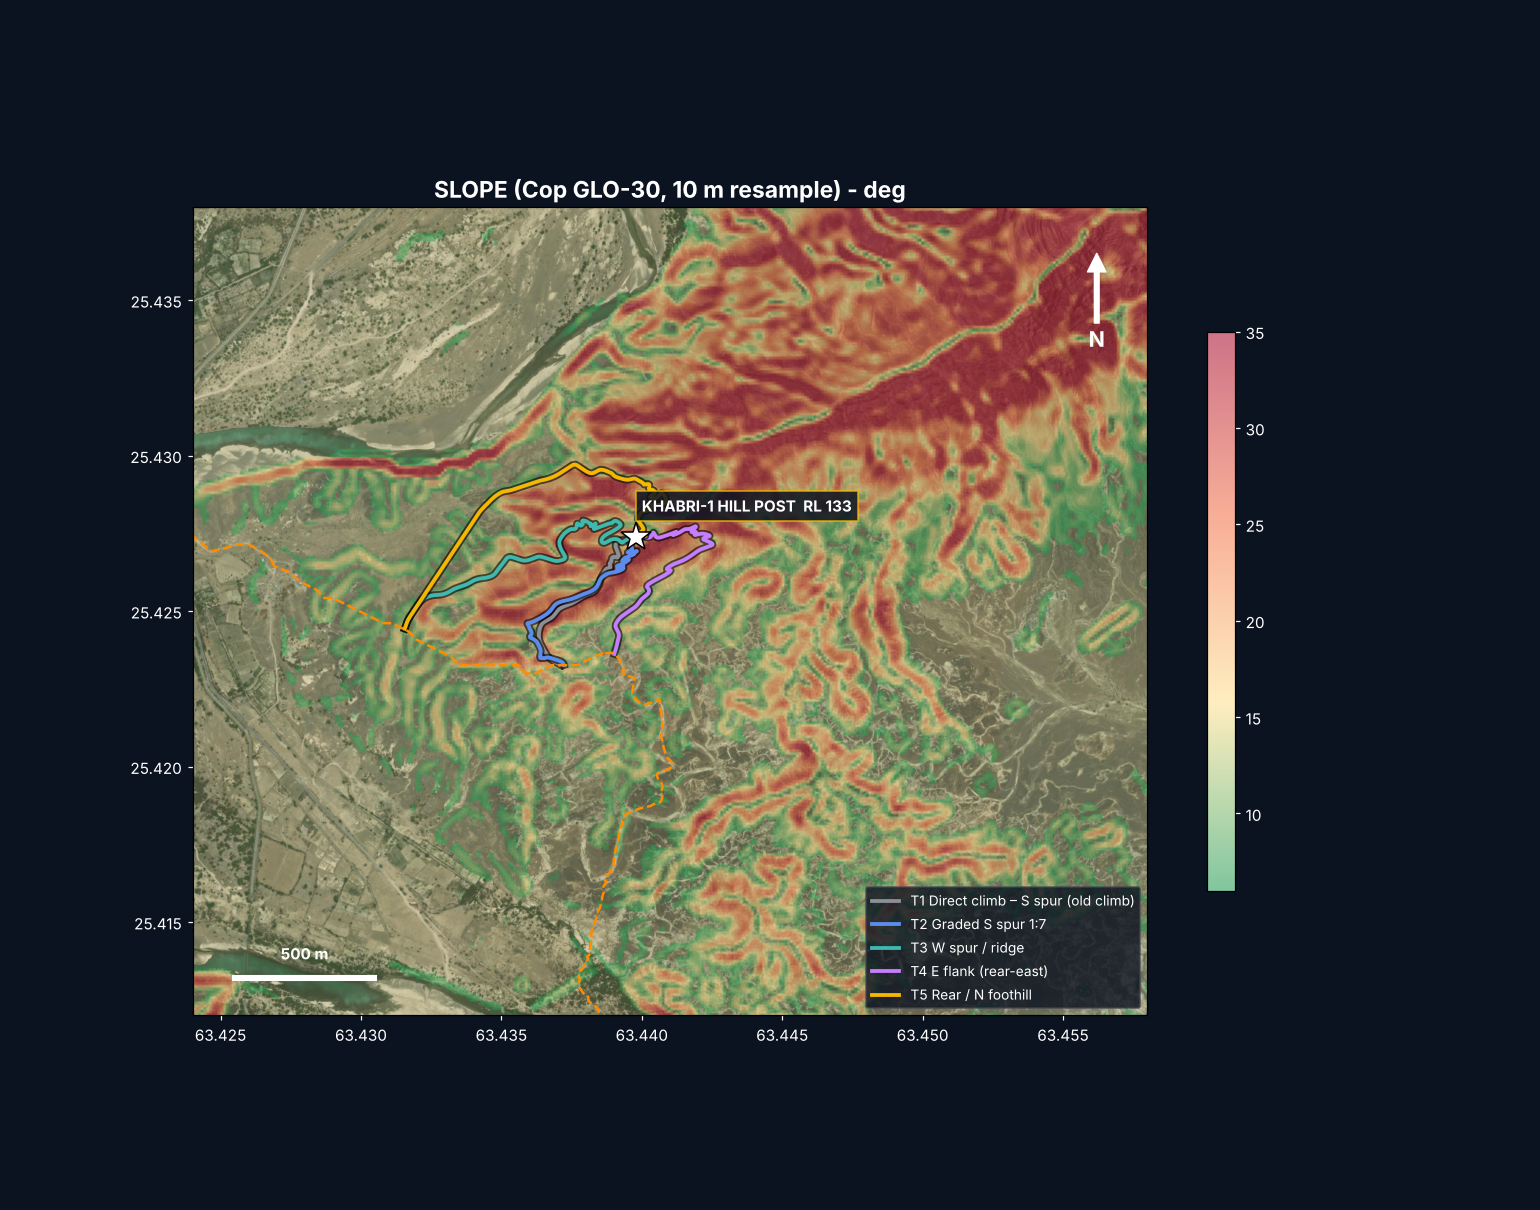 SLOPE (Cop GLO-30, 10 m resample) - deg
25.435
25.430
25.425
25.420
25.415
N
KHABRI-1 HILL POST RL 133
35
30
25
20
15
10
T1 Direct climb – S spur (old climb)
T2 Graded S spur 1:7
T3 W spur / ridge
T4 E flank (rear-east)
T5 Rear / N foothill
500 m
63.425 63.430 63.435 63.440 63.445 63.450 63.455